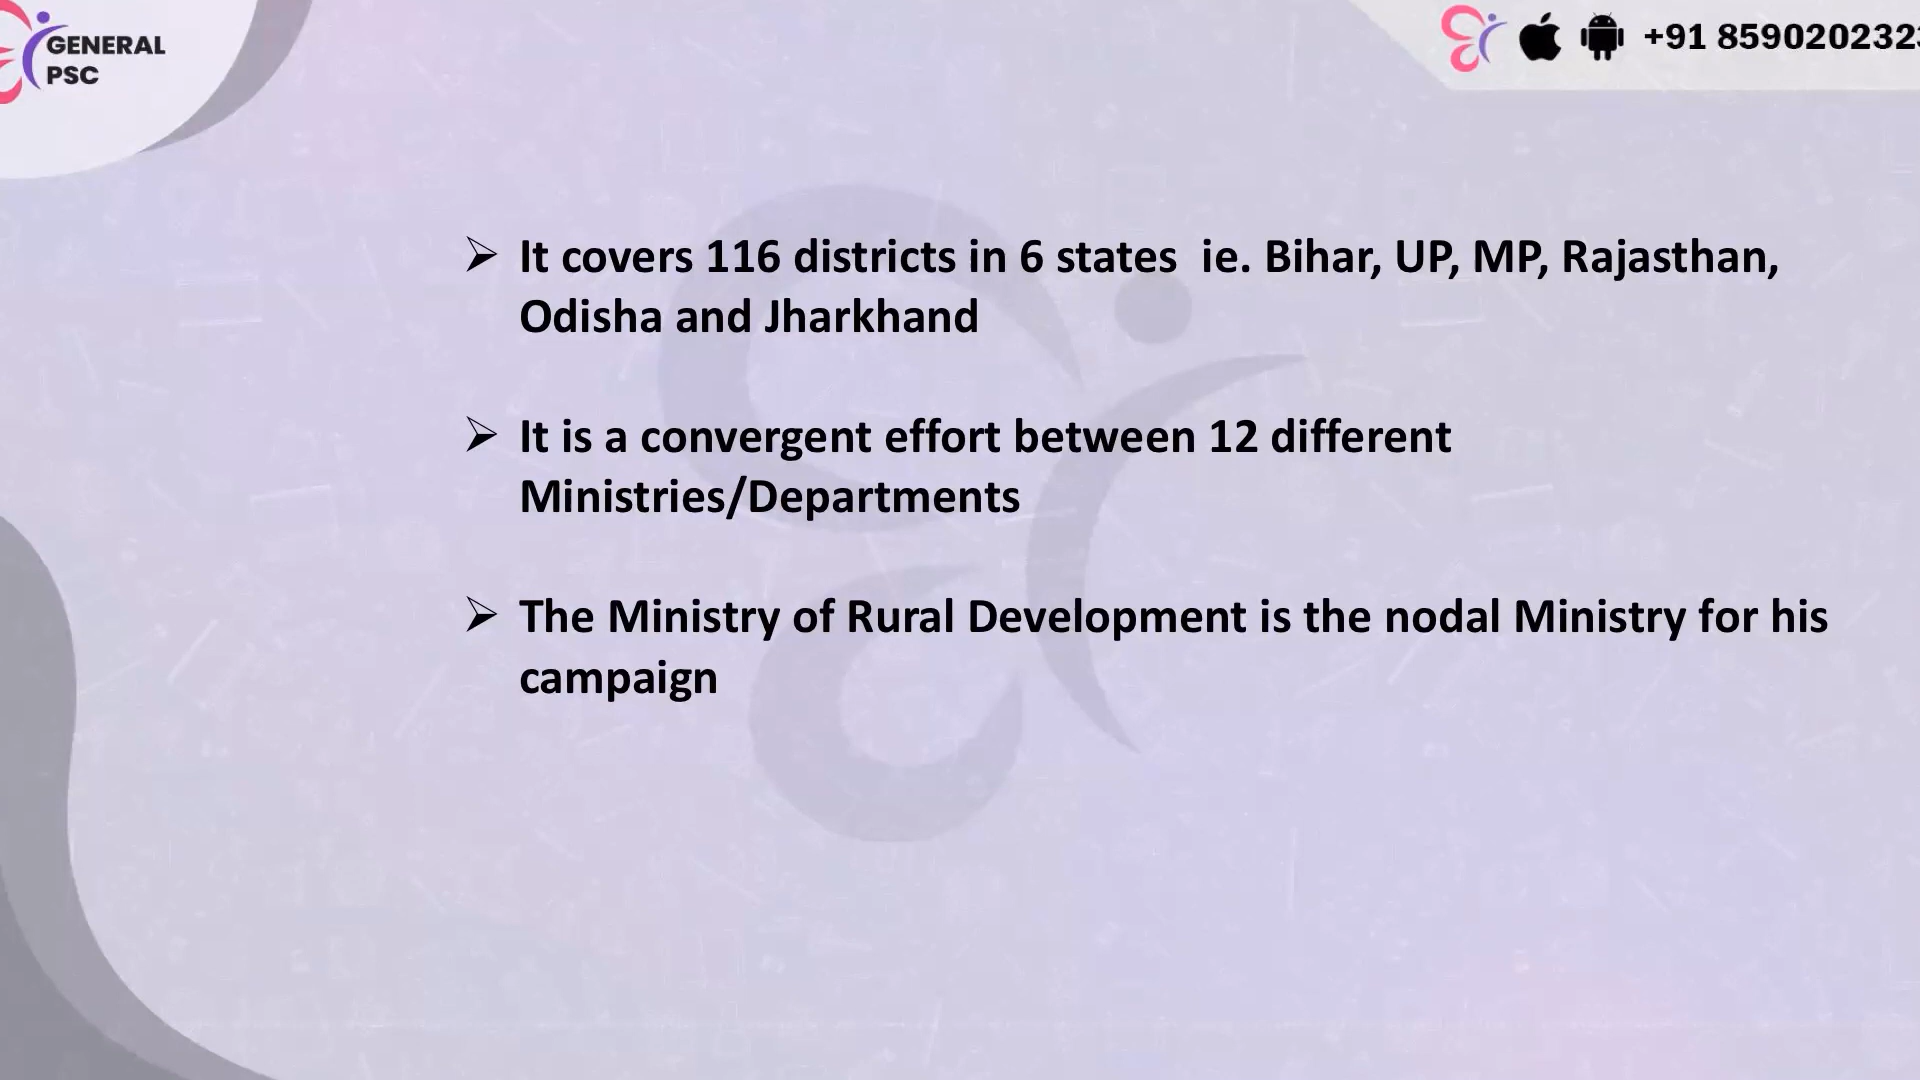 GENERAL
PSC
+91 859020232
It covers 116 districts in 6 states  ie. Bihar, UP, MP, Rajasthan,
Odisha and Jharkhand
It is a convergent effort between 12 different
Ministries/Departments
The Ministry of Rural Development is the nodal Ministry for his
campaign